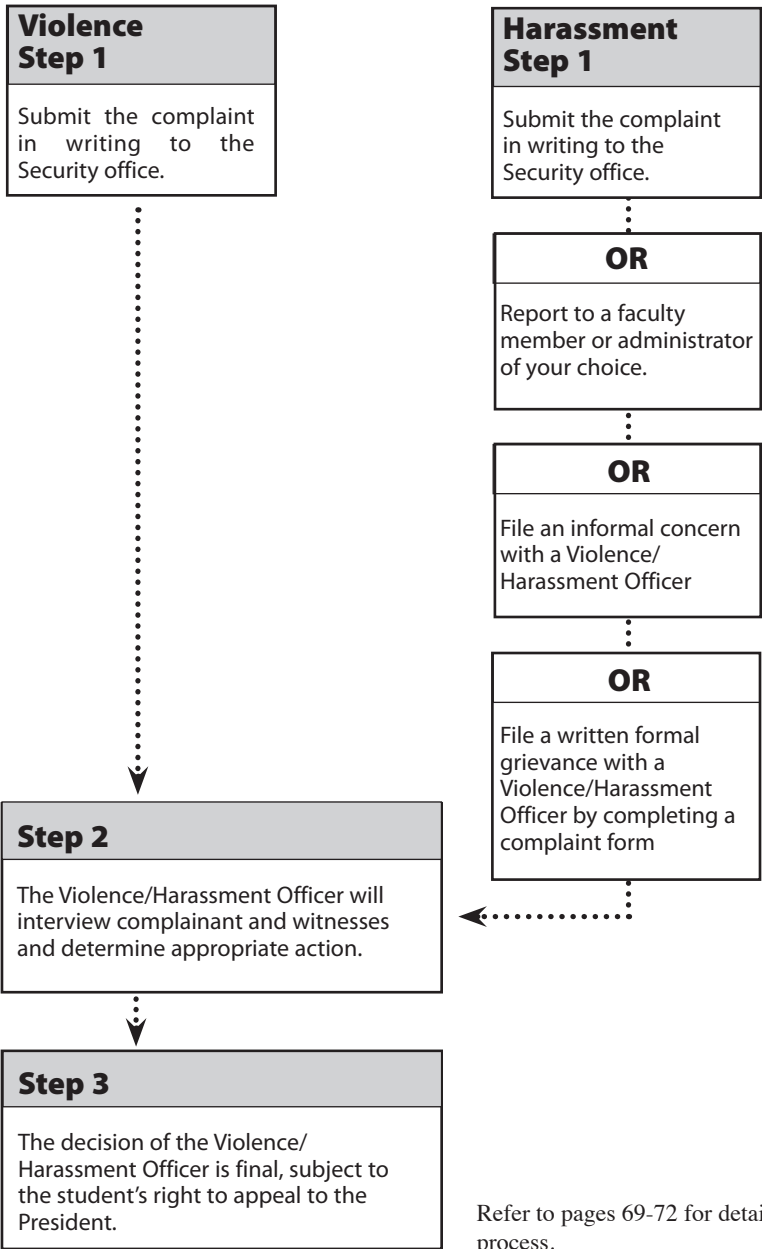 Violence
Step 1
Submit the complaint
in writing to the
Security office.
Harassment
Step 1
Submit the complaint
in writing to the
Security office.
OR
Report to a faculty
member or administrator
of your choice.
OR
File an informal concern
with a Violence/
Harassment Officer
OR
File a written formal
grievance with a
Violence/Harassment
Officer by completing a
complaint form
Step 2
The Violence/Harassment Officer will
interview complainant and witnesses
and determine appropriate action.
Step 3
The decision of the Violence/
Harassment Officer is final, subject to
the student's right to appeal to the
President.
Refer to pages 69-72 for
process.